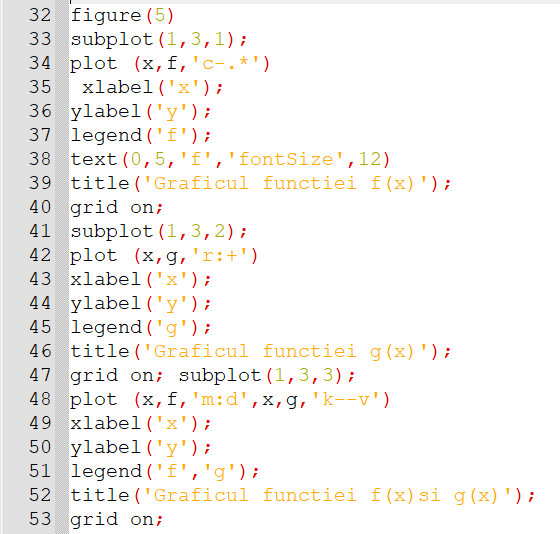 32 figure(5)
33 subplot(1,3,1);
34 plot (x,f,'c-.*')
35  xlabel('x');
36 ylabel('y');
37 legend('f');
38 text(0,5,'f','fontSize',12)
39 title('Graficul functiei f(x)');
40 grid on;
41 subplot(1,3,2);
42 plot (x,g,'r:+')
43 xlabel('x');
44 ylabel('y');
45 legend('g');
46 title('Graficul functiei g(x)');
47 grid on; subplot(1,3,3);
48 plot (x,f,'m:d',x,g,'k--v')
49 xlabel('x');
50 ylabel('y');
51 legend('f','g');
52 title('Graficul functiei f(x)si g(x)');
53 grid on;